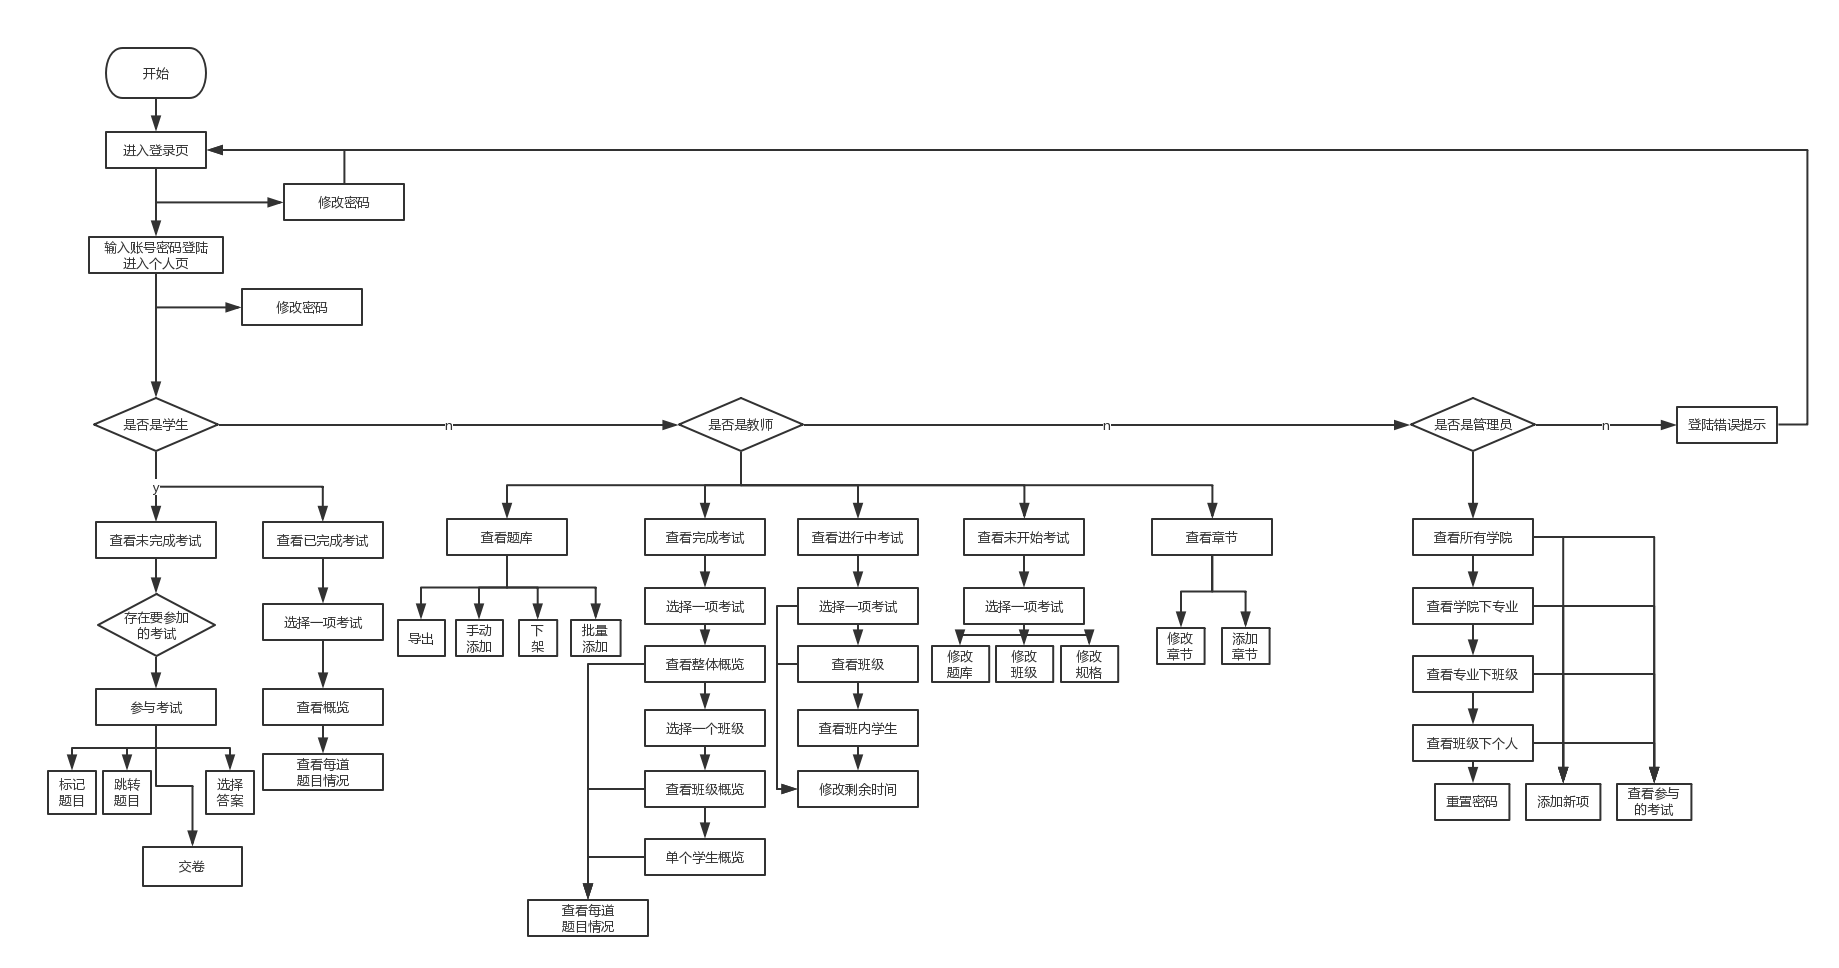 开始
进入登录页
修改密码
输入账号密码登陆
进入个人页
修改密码
是否是学生
n
是否是教师
n
是否是管理员
n
登陆错误提示
y
查看未完成考试
查看已完成考试
存在要参加
的考试
选择一项考试
参与考试
查看概览
查看每道
题目情况
标记
题目
跳转
题目
选择
答案
交卷
查看题库
导出
手动
添加
下
架
批量
添加
查看完成考试
选择一项考试
查看整体概览
选择一个班级
查看班级概览
单个学生概览
查看每道
题目情况
查看进行中考试
选择一项考试
查看班级
查看班内学生
修改剩余时间
查看未开始考试
选择一项考试
修改
题库
修改
班级
修改
规格
查看章节
修改
章节
添加
章节
查看所有学院
查看学院下专业
查看专业下班级
查看班级下个人
重置密码
添加新项
查看参与
的考试